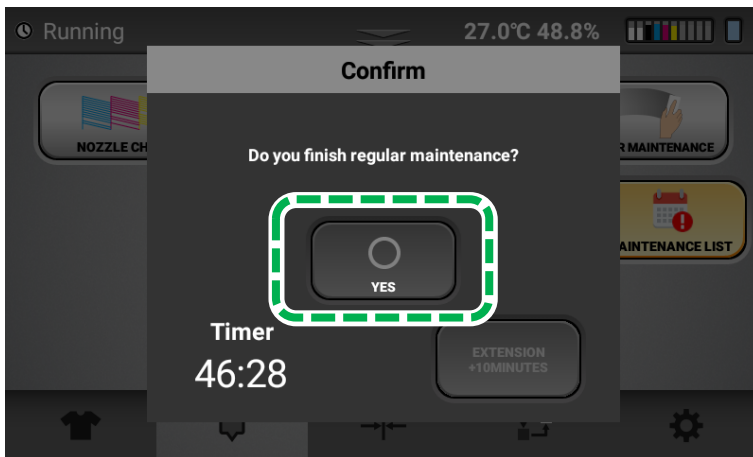 Running
27.0°C 48.8%
Confirm
NOZZLE CH
R MAINTENANCE
Do you finish regular maintenance?
AINTENANCE LIST
YES
Timer
46:28
EXTENSION
+10MINUTES